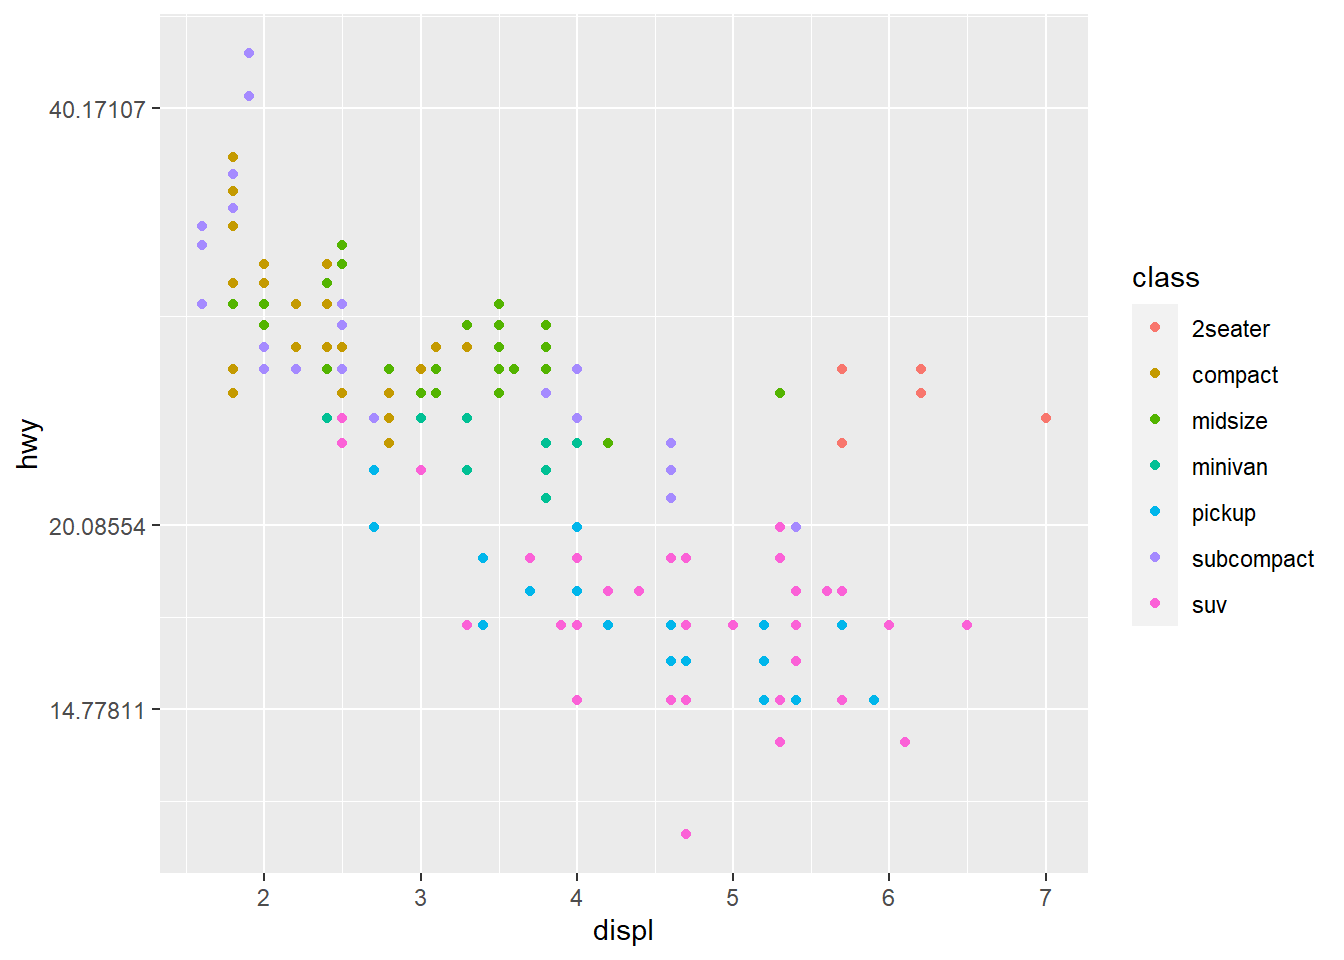 40.17107
20.08554
14.77811
hwy
2
3
4
5
6
7
displ
class
2seater
compact
midsize
minivan
pickup
subcompact
suv